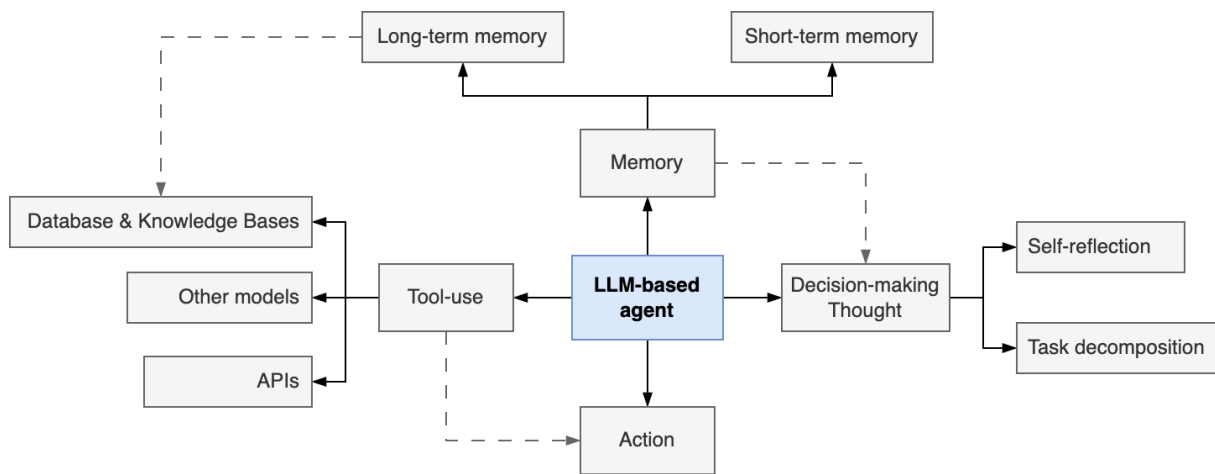 Long-term memory
Short-term memory
Memory
Database & Knowledge Bases
Self-reflection
Other models
Tool-use
LLM-based
agent
Decision-making
Thought
Task decomposition
APIs
Action